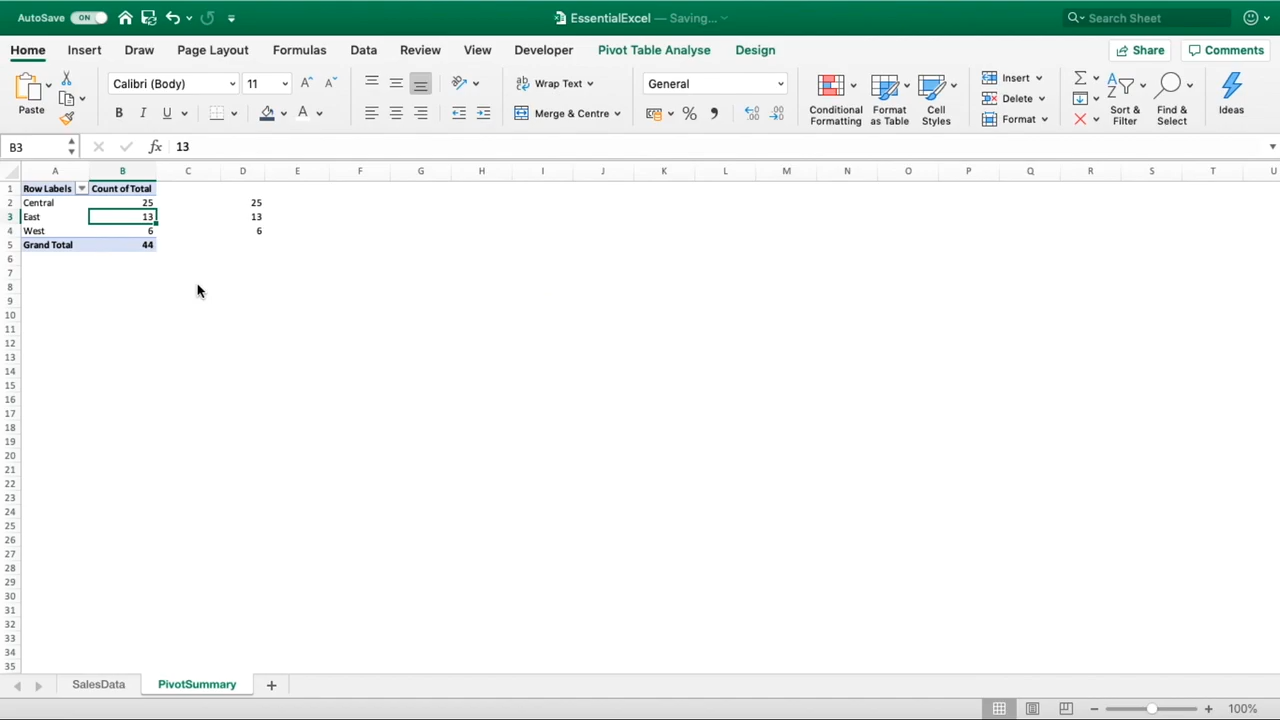 AutoSave ON EssentialExcel — Saving... Search Sheet
Home Insert Draw Page Layout Formulas Data Review View Developer Pivot Table Analyse Design Share Comments
Paste Calibri (Body) 11 Wrap Text General Conditional Formatting Format as Table Cell Styles Insert Sort & Filter Find & Select Ideas
B I U Merge & Centre % Delete
Format
B3 fx 13
A B C D E F G H I J K L M N O P Q R S T U
1 Row Labels Count of Total
2 Central 25 25
3 East 13 13
4 West 6 6
5 Grand Total 44
6
7
8
9
10
11
12
13
14
15
16
17
18
19
20
21
22
23
24
25
26
27
28
29
30
31
32
33
34
35
SalesData PivotSummary +
100%